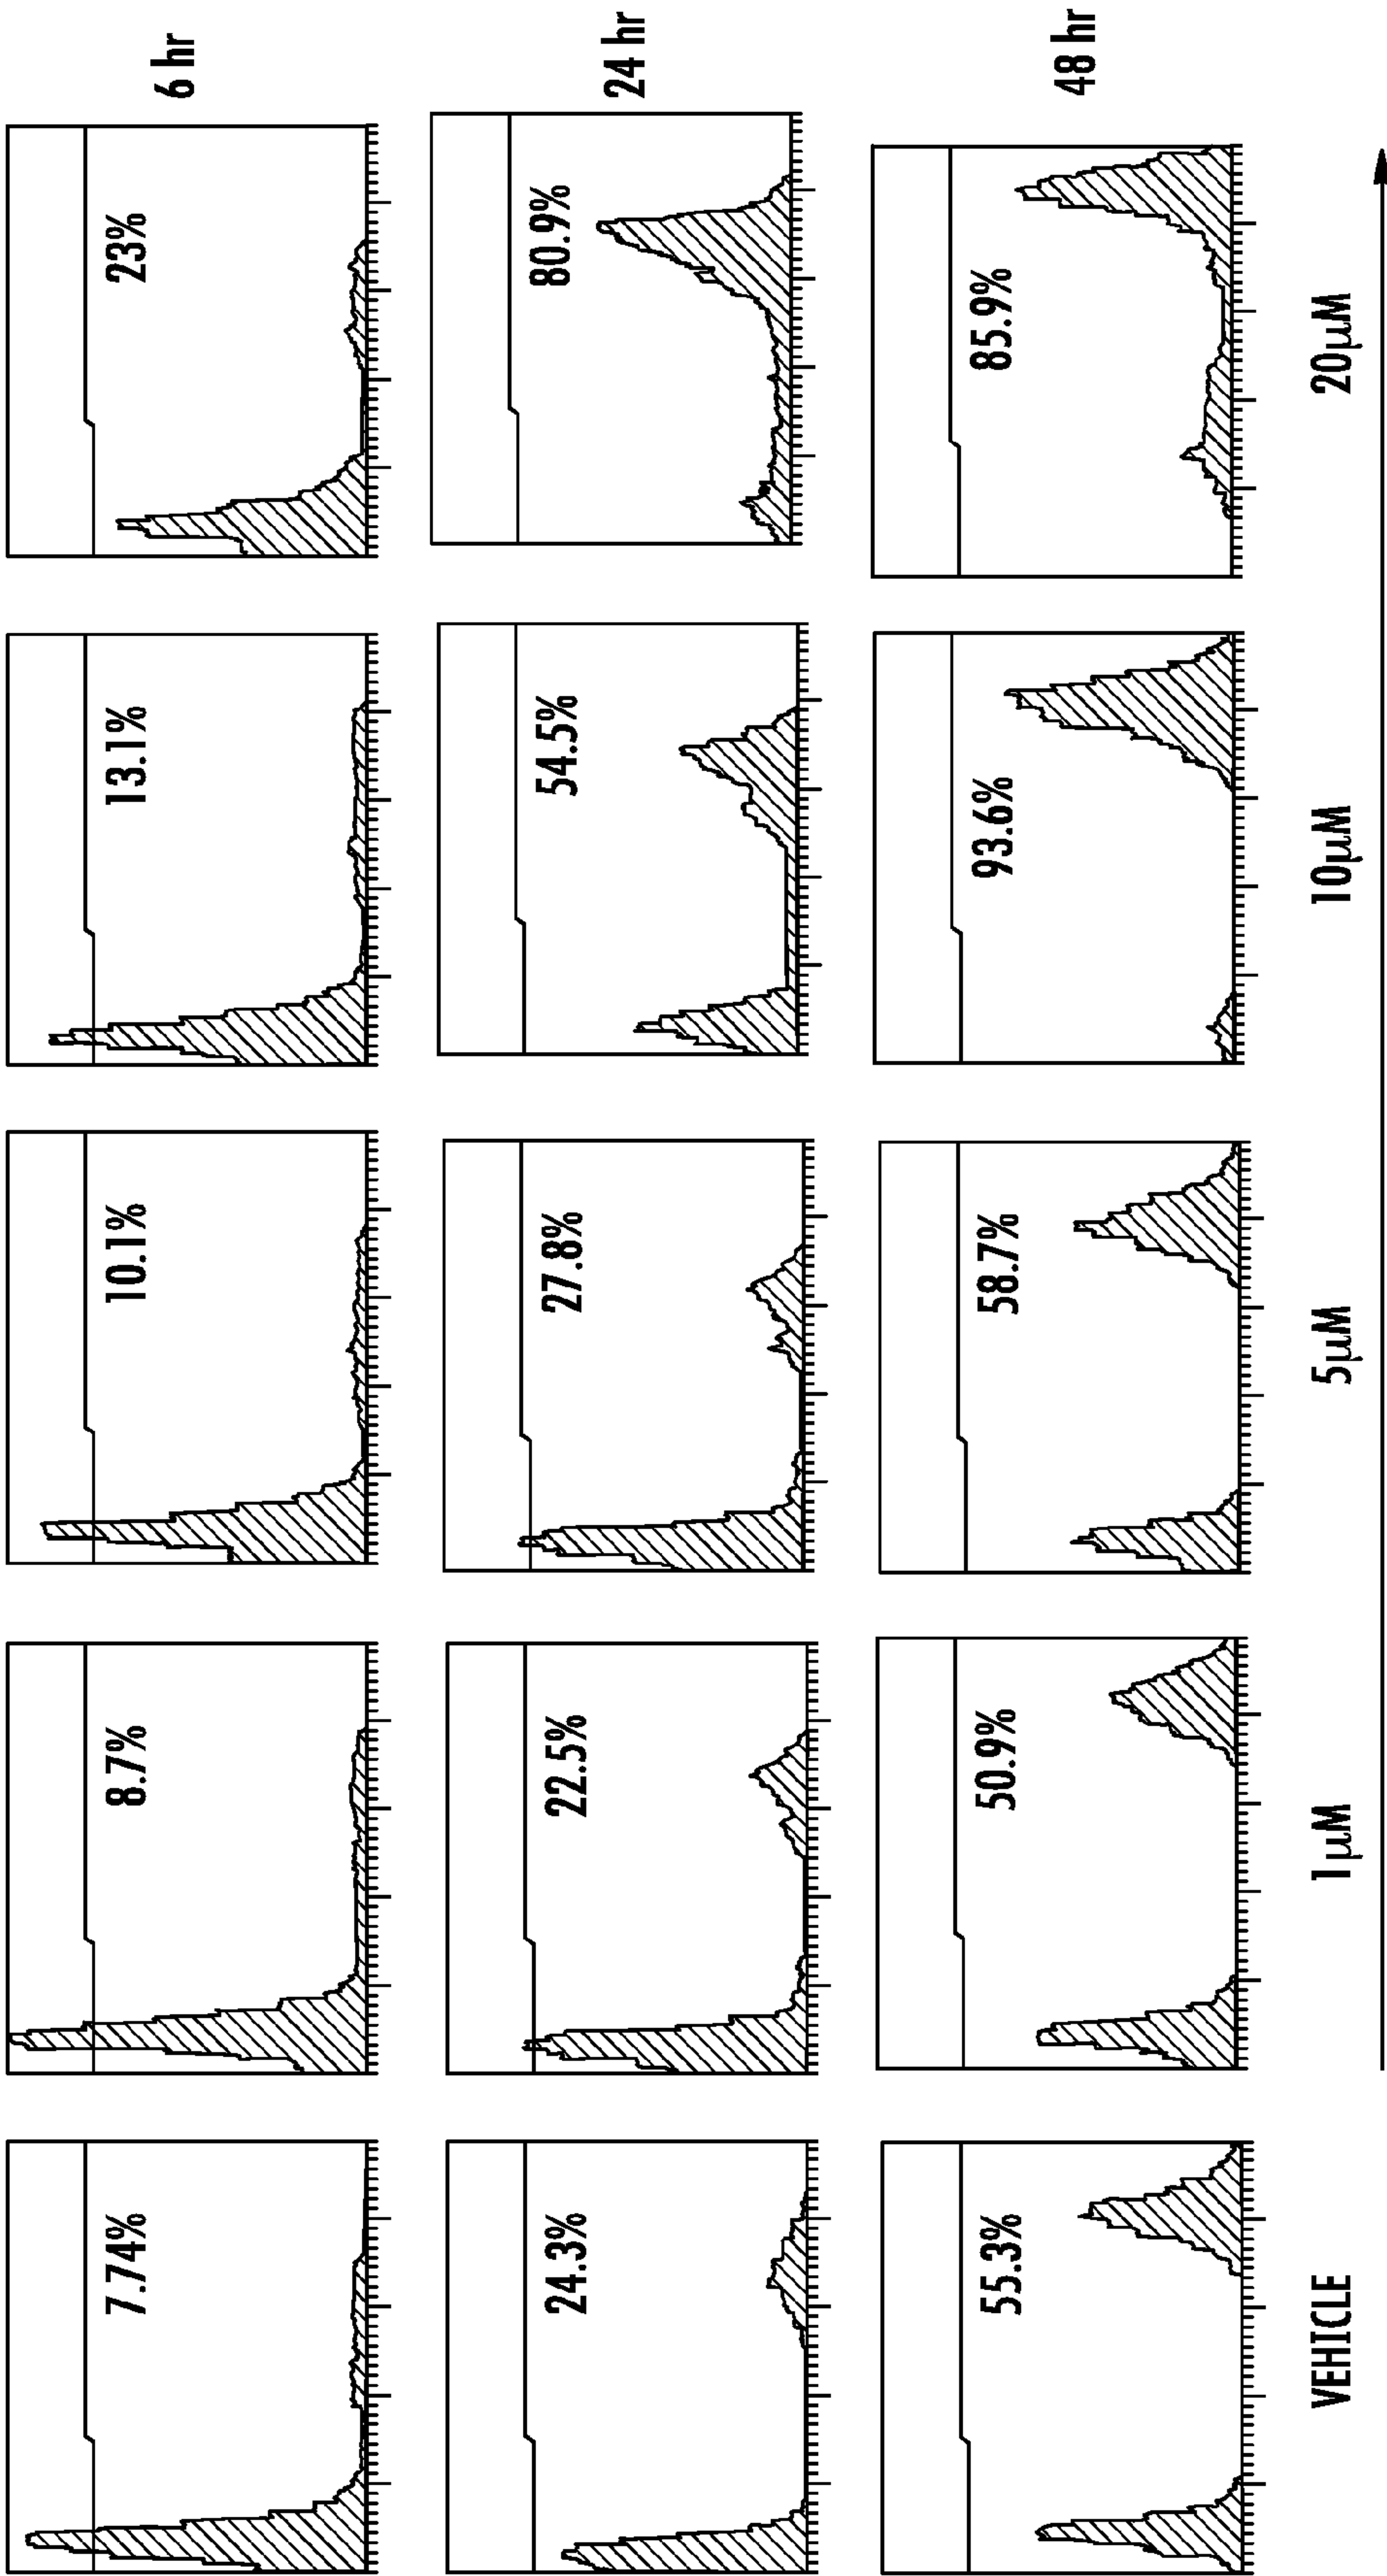 7.74%
8.7%
10.1%
13.1%
23%
6 hr
24.3%
22.5%
27.8%
54.5%
80.9%
24 hr
55.3%
50.9%
58.7%
93.6%
85.9%
48 hr
VEHICLE
1µM
5µM
10µM
20µM